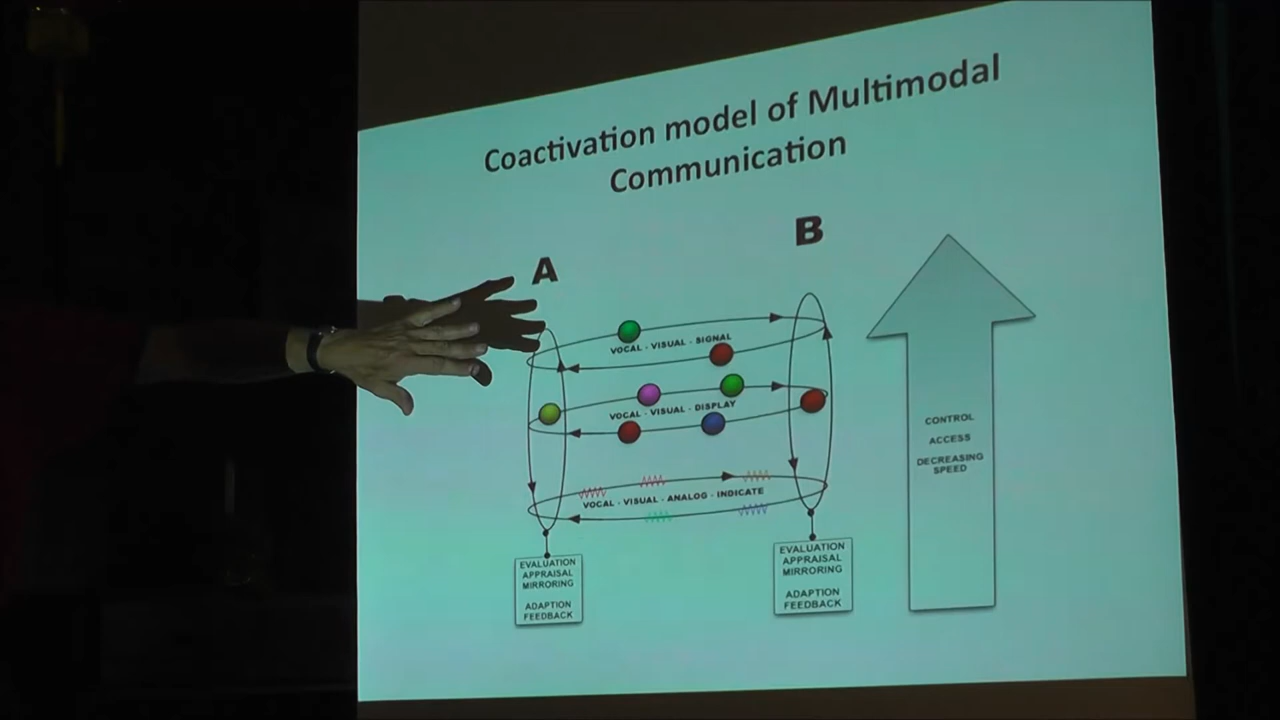 Coactivation model of Multimodal
Communication
A
B
VOCAL - VISUAL - SIGNAL
VOCAL - VISUAL - DISPLAY
VOCAL - VISUAL - ANALOG - INDICATE
EVALUATION
APPRAISAL
MIRRORING
ADAPTION
FEEDBACK
EVALUATION
APPRAISAL
MIRRORING
ADAPTION
FEEDBACK
CONTROL
ACCESS
DECREASING
SPEED